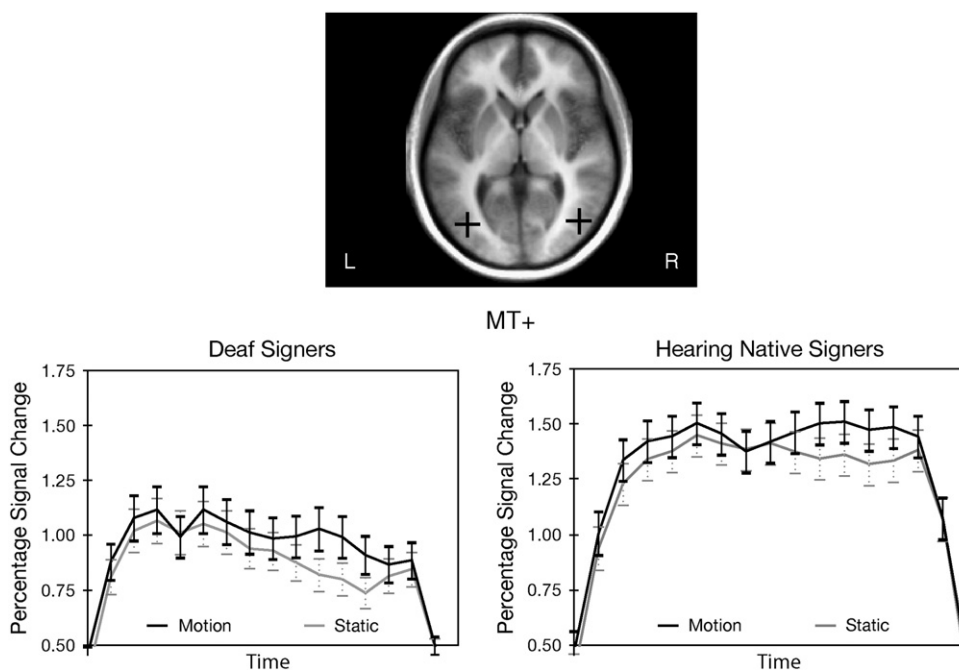 L R
MT+
Deaf Signers
Percentage Signal Change
1.75
1.50
1.25
1.00
0.75
0.50
Motion Static
Time
Hearing Native Signers
Percentage Signal Change
1.75
1.50
1.25
1.00
0.75
0.50
Motion Static
Time